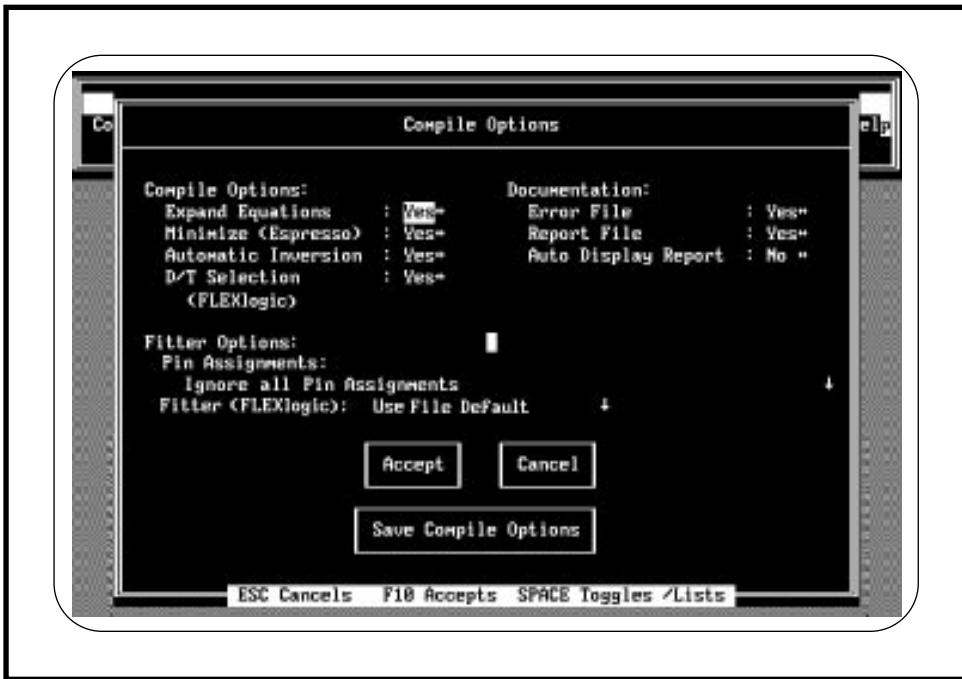 Compile Options
Co
elp
Compile Options:
Expand Equations : Yes↔
Minimize (Espresso) : Yes↔
Automatic Inversion : Yes↔
D/T Selection : Yes↔
(FLEXlogic)
Documentation:
Error File : Yes↔
Report File : Yes↔
Auto Display Report : No ↔
Fitter Options:
Pin Assignments:
Ignore all Pin Assignments ↓
Fitter (FLEXlogic): Use File Default ↓
Accept
Cancel
Save Compile Options
ESC Cancels F10 Accepts SPACE Toggles /Lists